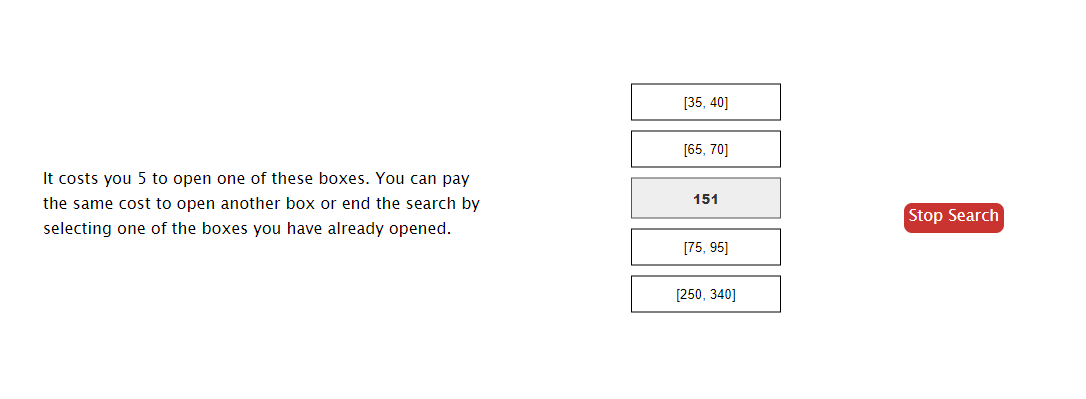 It costs you 5 to open one of these boxes. You can pay
the same cost to open another box or end the search by
selecting one of the boxes you have already opened.
[35, 40]
[65, 70]
151
[75, 95]
[250, 340]
Stop Search